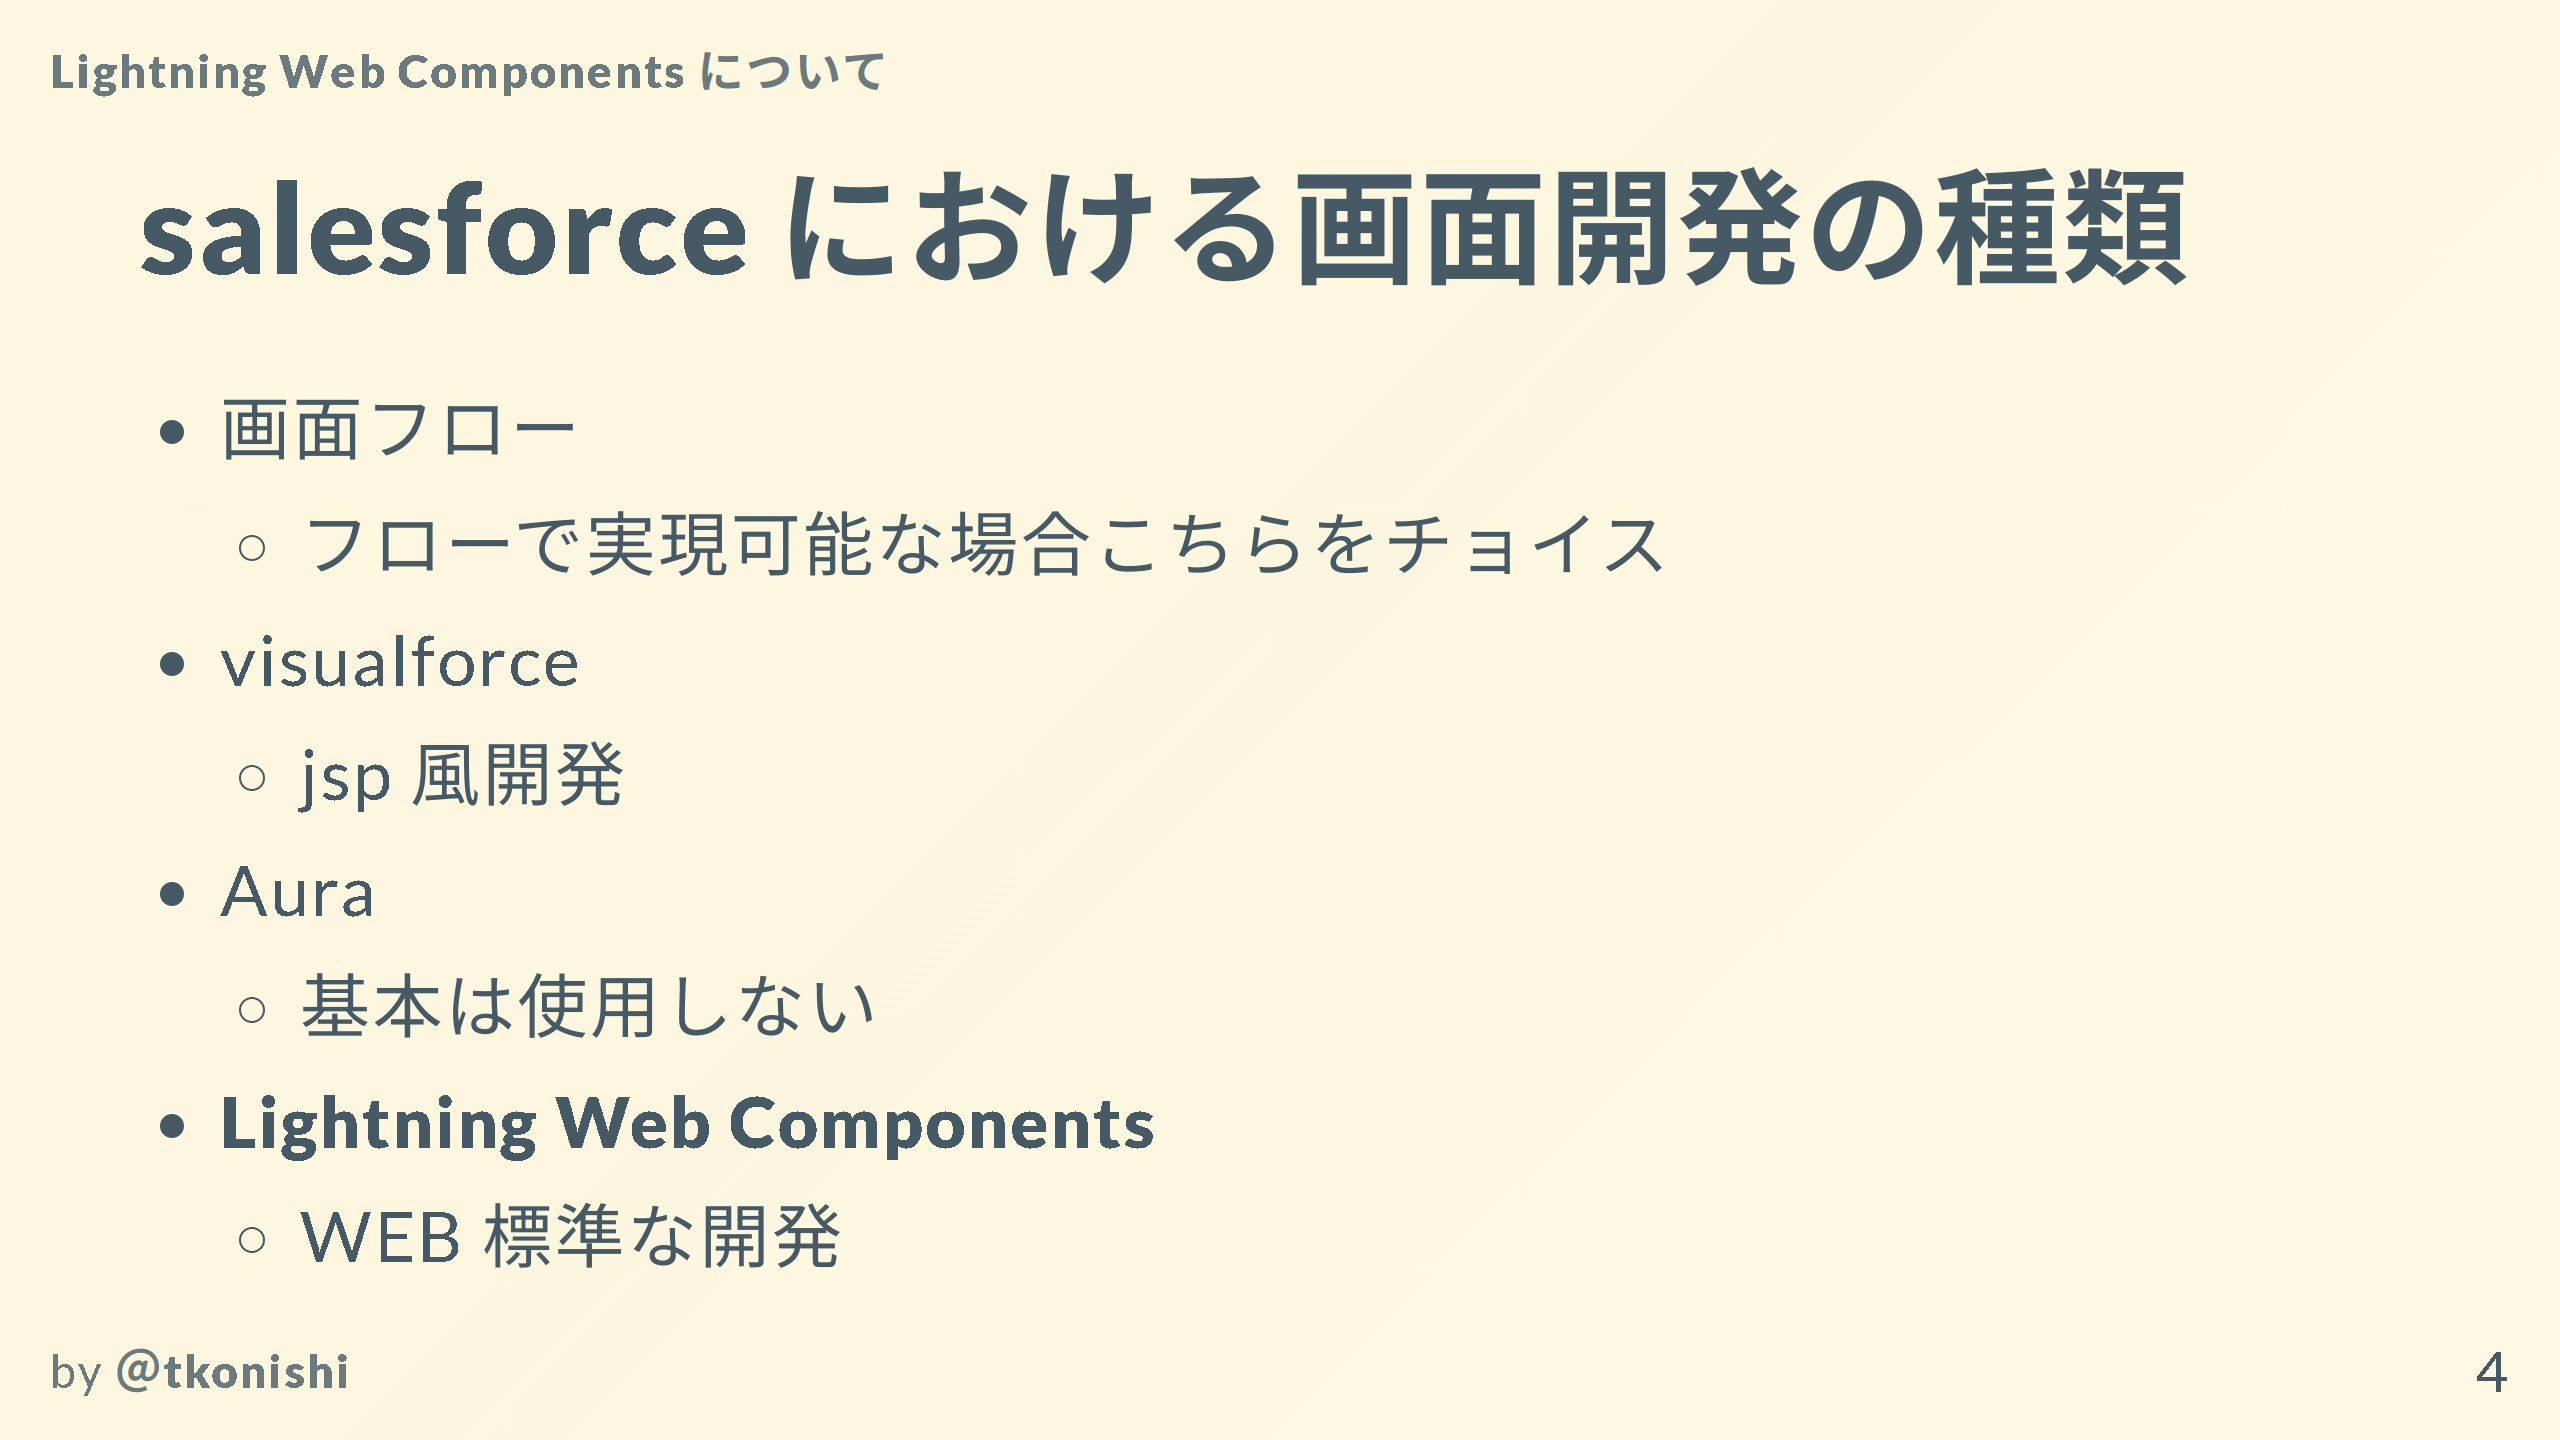 Lightning Web Components について
salesforce における画面開発の種類
• 画面フロー
○ フローで実現可能な場合こちらをチョイス
• visualforce
○ jsp 風開発
• Aura
○ 基本は使用しない
• Lightning Web Components
○ WEB 標準な開発
by @tkonishi
4